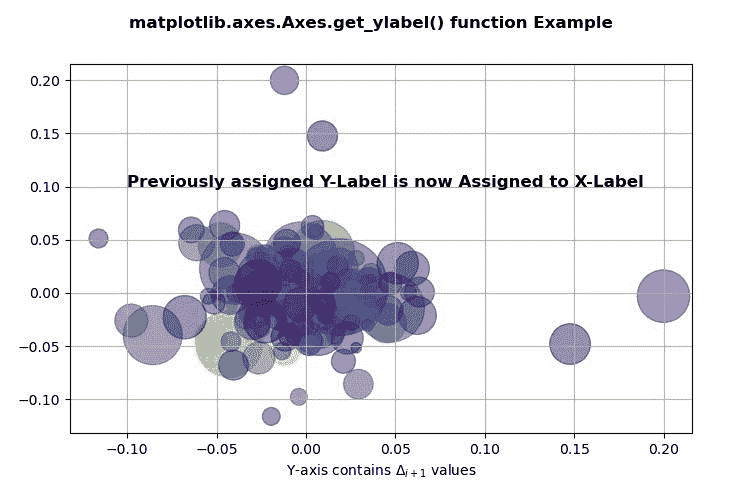 matplotlib.axes.Axes.get_ylabel() function Example
0.20
0.15
0.10
Previously assigned Y-Label is now Assigned to X-Label
0.05
0.00
−0.05
−0.10
−0.10 −0.05 0.00 0.05 0.10 0.15 0.20
Y-axis contains Δᵢ₊₁ values